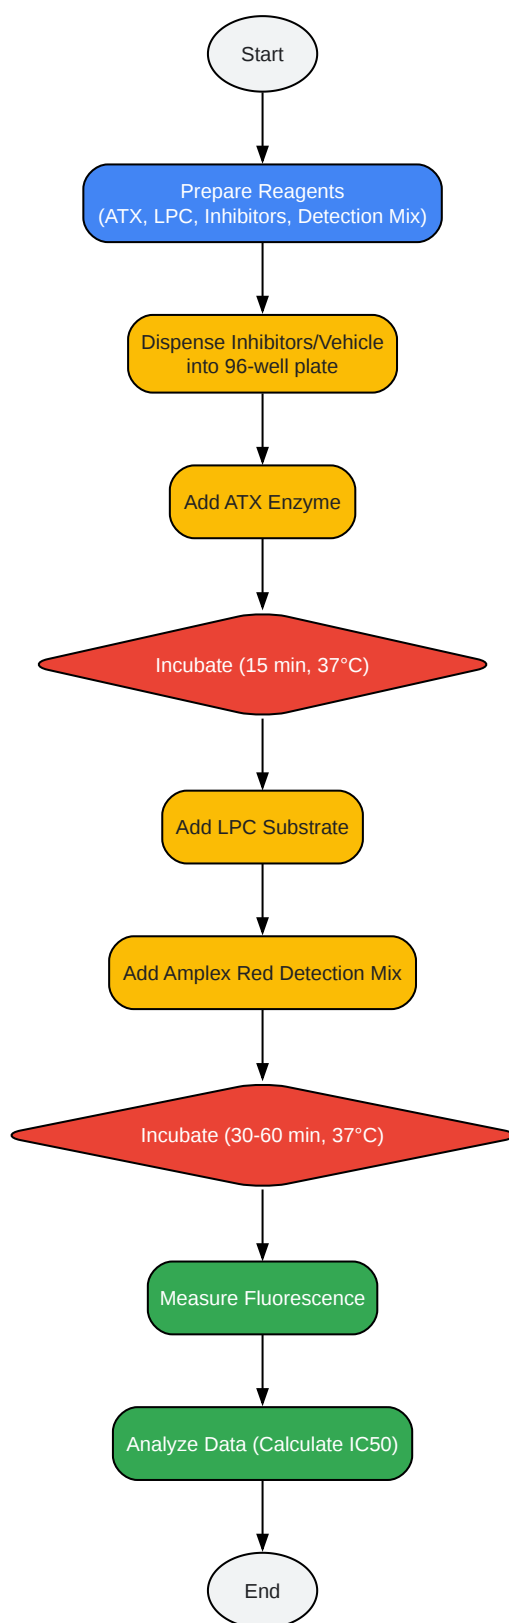 Start
Prepare Reagents
(ATX, LPC, Inhibitors, Detection Mix)
Dispense Inhibitors/Vehicle
into 96-well plate
Add ATX Enzyme
Incubate (15 min, 37°C)
Add LPC Substrate
Add Amplex Red Detection Mix
Incubate (30-60 min, 37°C)
Measure Fluorescence
Analyze Data (Calculate IC50)
End